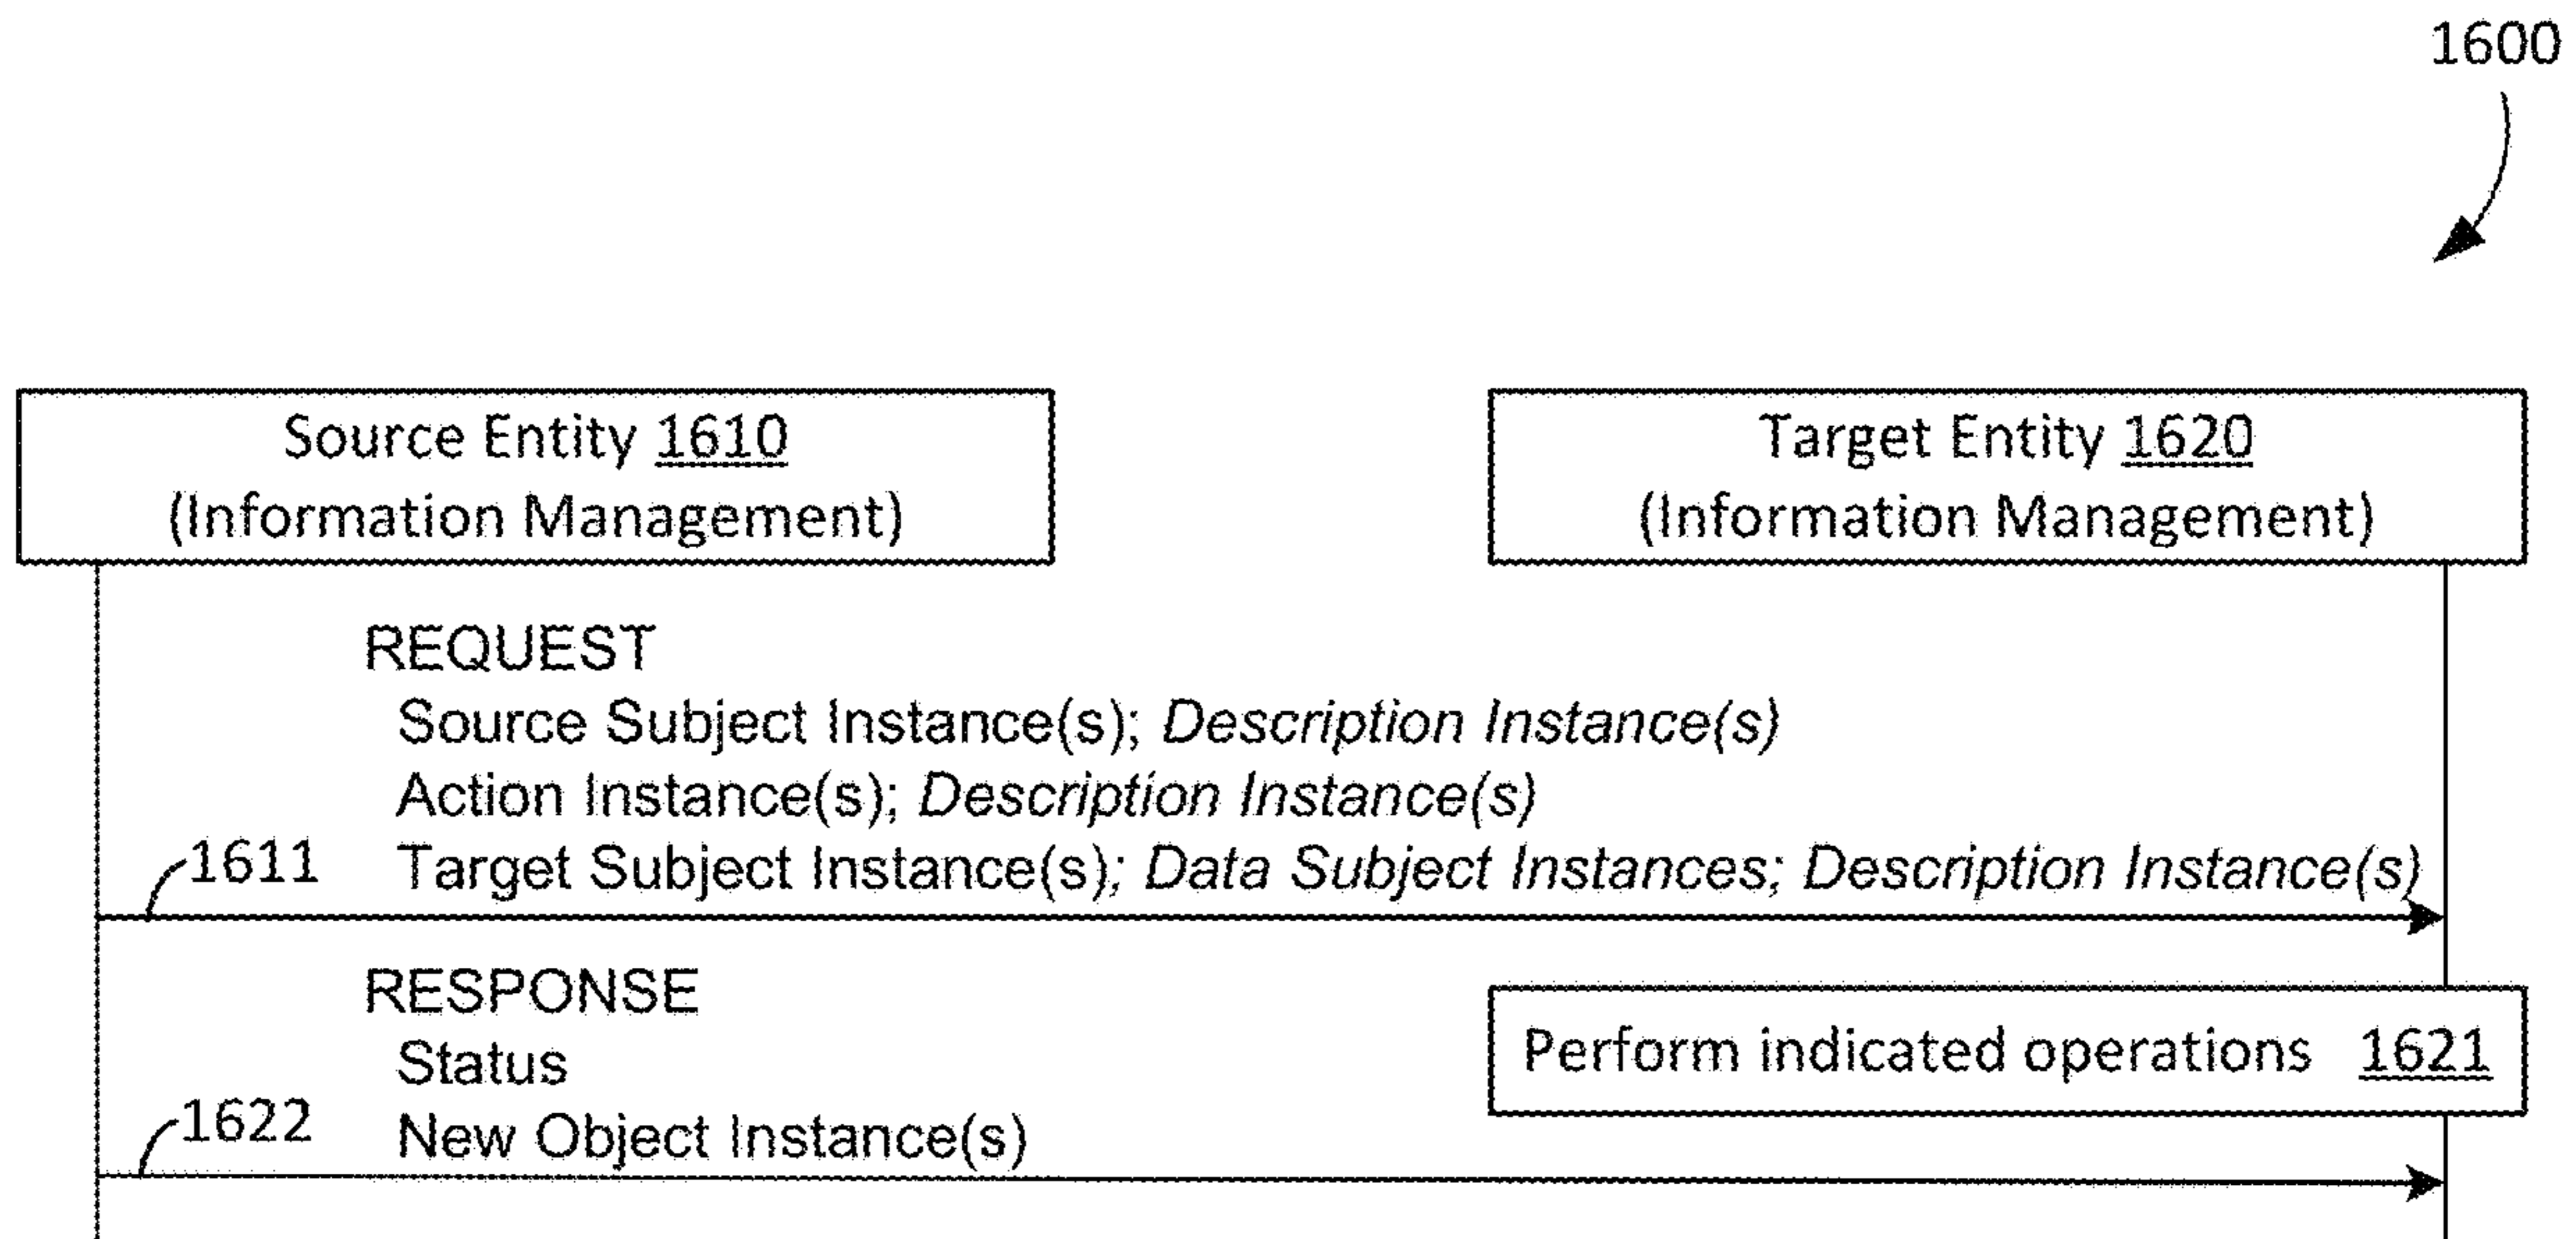 1600
Source Entity 1610
(Information Management)
Target Entity 1620
(Information Management)
REQUEST
Source Subject Instance(s); Description Instance(s)
Action Instance(s); Description Instance(s)
1611
Target Subject Instance(s); Data Subject Instances; Description Instance(s)
RESPONSE
Status
Perform indicated operations 1621
1622
New Object Instance(s)